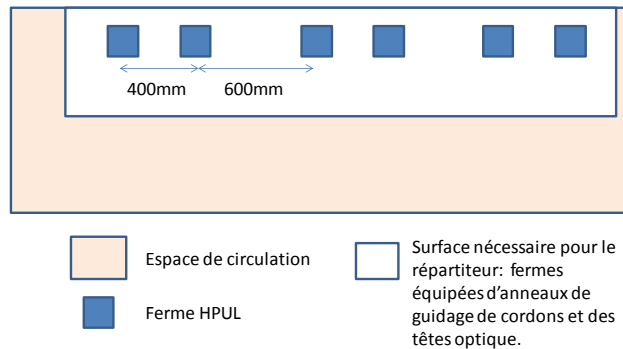 400mm
600mm
Espace de circulation
Ferme HPUL
Surface nécessaire pour le
répartiteur: fermes
équipées d'anneaux de
guidage de cordons et des
têtes optique.